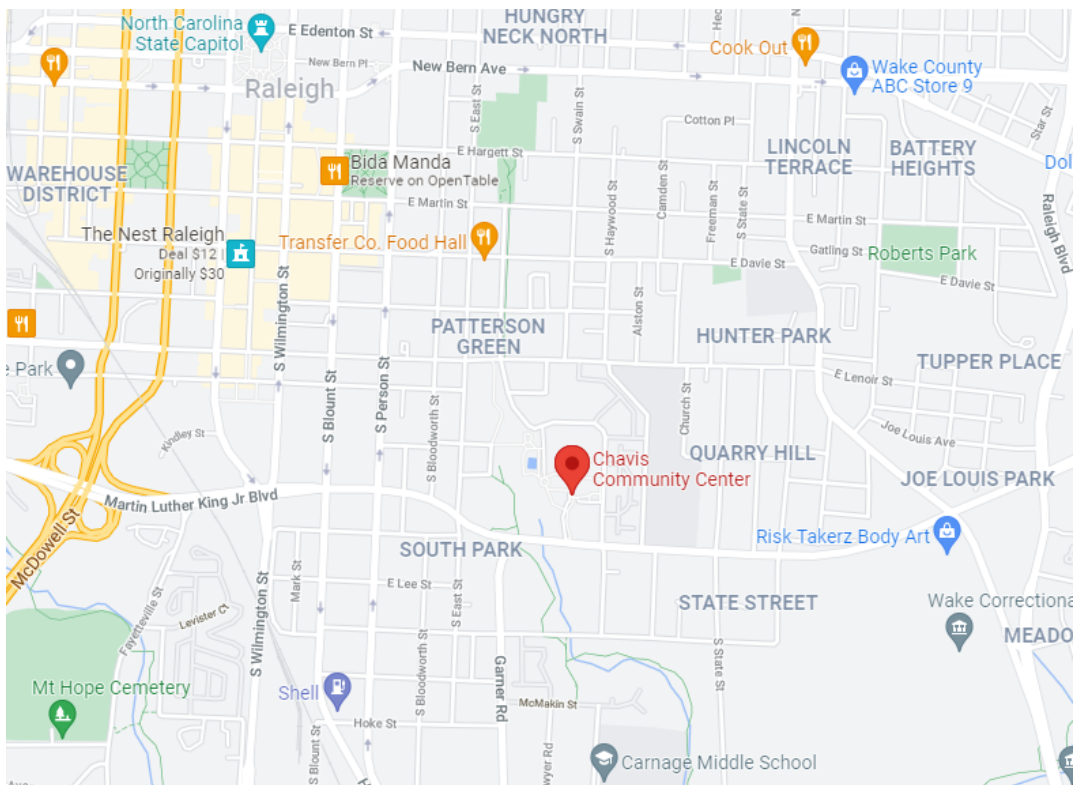 North Carolina
State Capitol
E Edenton St
HUNGRY
NECK NORTH
Cook Out
New Bern Pl
New Bern Ave
Raleigh
Wake County
ABC Store 9
S East St
S Swain St
Cotton Pl
Star St
E Hargett St
LINCOLN
TERRACE
BATTERY
HEIGHTS
Bida Manda
Reserve on OpenTable
WAREHOUSE
DISTRICT
Dol
Camden St
Freeman St
S State St
S Haywood St
E Martin St
E Martin St
Raleigh Blvd
The Nest Raleigh
Deal $12 |
Originally $30
Transfer Co. Food Hall
Gatling St
Roberts Park
E Davie St
E Davie St
S Wilmington St
Alston St
PATTERSON
GREEN
HUNTER PARK
TUPPER PLACE
e Park
S Blount St
S Person St
E Lenoir St
Church St
S Bloodworth St
Kindley St
Joe Louis Ave
QUARRY HILL
Chavis
Community Center
JOE LOUIS PARK
Martin Luther King Jr Blvd
McDowell St
Risk Takerz Body Art
SOUTH PARK
Mark St
E Lee St
S East St
Fayetteville St
Levister Ct
S Wilmington St
STATE STREET
Wake Correctiona
MEADO
S Bloodworth St
Garner Rd
S State St
Mt Hope Cemetery
Shell
McMakin St
Hoke St
S Blount St
wyer Rd
Carnage Middle School